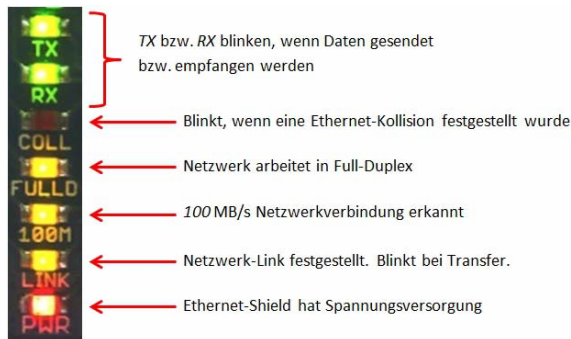 TX
RX
COLL
FULLD
100M
LINK
PWR
TX bzw. RX blinken, wenn Daten gesendet
bzw. empfangen werden
Blinkt, wenn eine Ethernet-Kollision festgestellt wurde
Netzwerk arbeitet in Full-Duplex
100 MB/s Netzwerkverbindung erkannt
Netzwerk-Link festgestellt. Blinkt bei Transfer.
Ethernet-Shield hat Spannungsversorgung